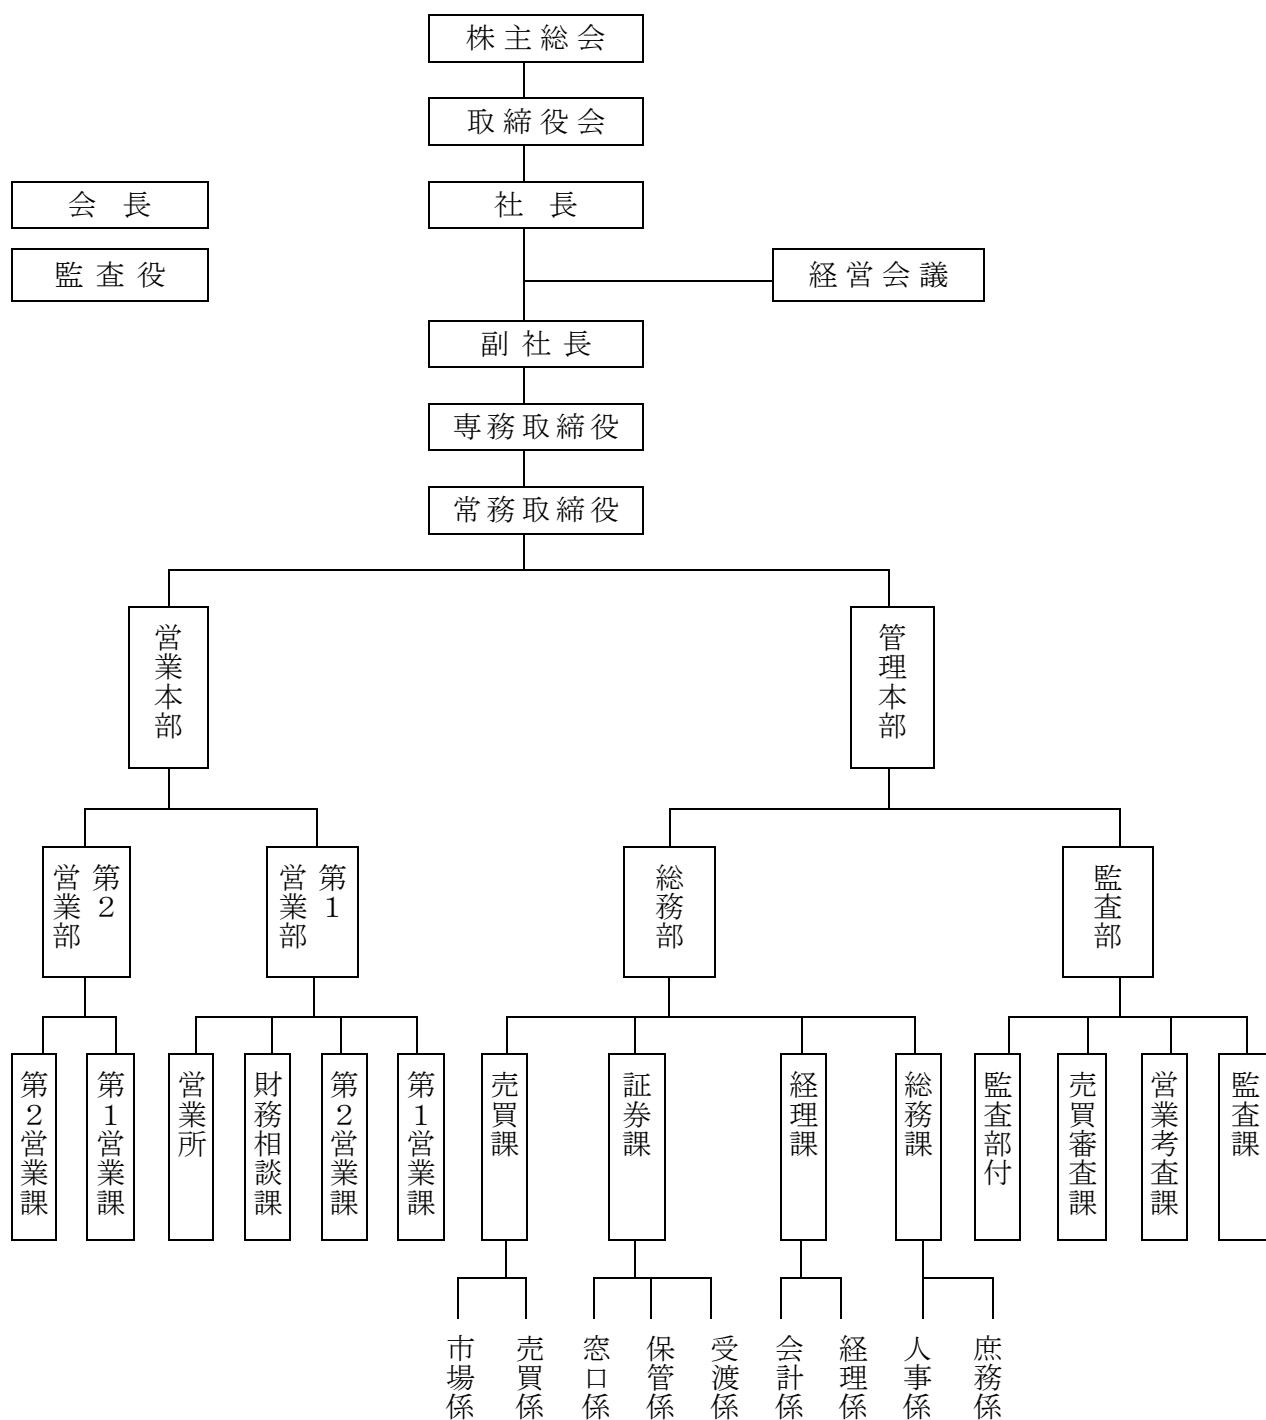 株主総会
取締役会
会長
社長
監査役
経営会議
副社長
専務取締役
常務取締役
営業本部
管理本部
第2
営業部
第1
営業部
総務部
監査部
第2営業課
第1営業課
営業所
財務相談課
第2営業課
第1営業課
売買課
証券課
経理課
総務課
監査部付
売買審査課
営業考査課
監査課
市場係
売買係
窓口係
保管係
受渡係
会計係
経理係
人事係
庶務係